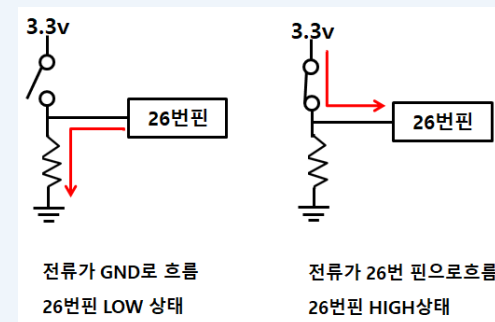 3.3v
26번핀
전류가 GND로 흐름
26번핀 LOW 상태
3.3v
26번핀
전류가 26번 핀으로흐름
26번핀 HIGH상태